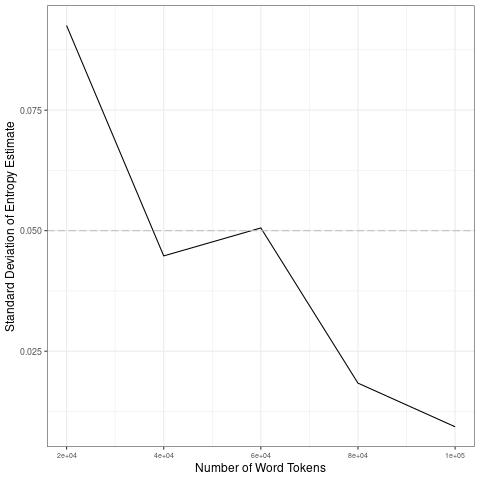 Standard Deviation of Entropy Estimate
0.075
0.050
0.025
2e+04 4e+04 6e+04 8e+04 1e+05
Number of Word Tokens